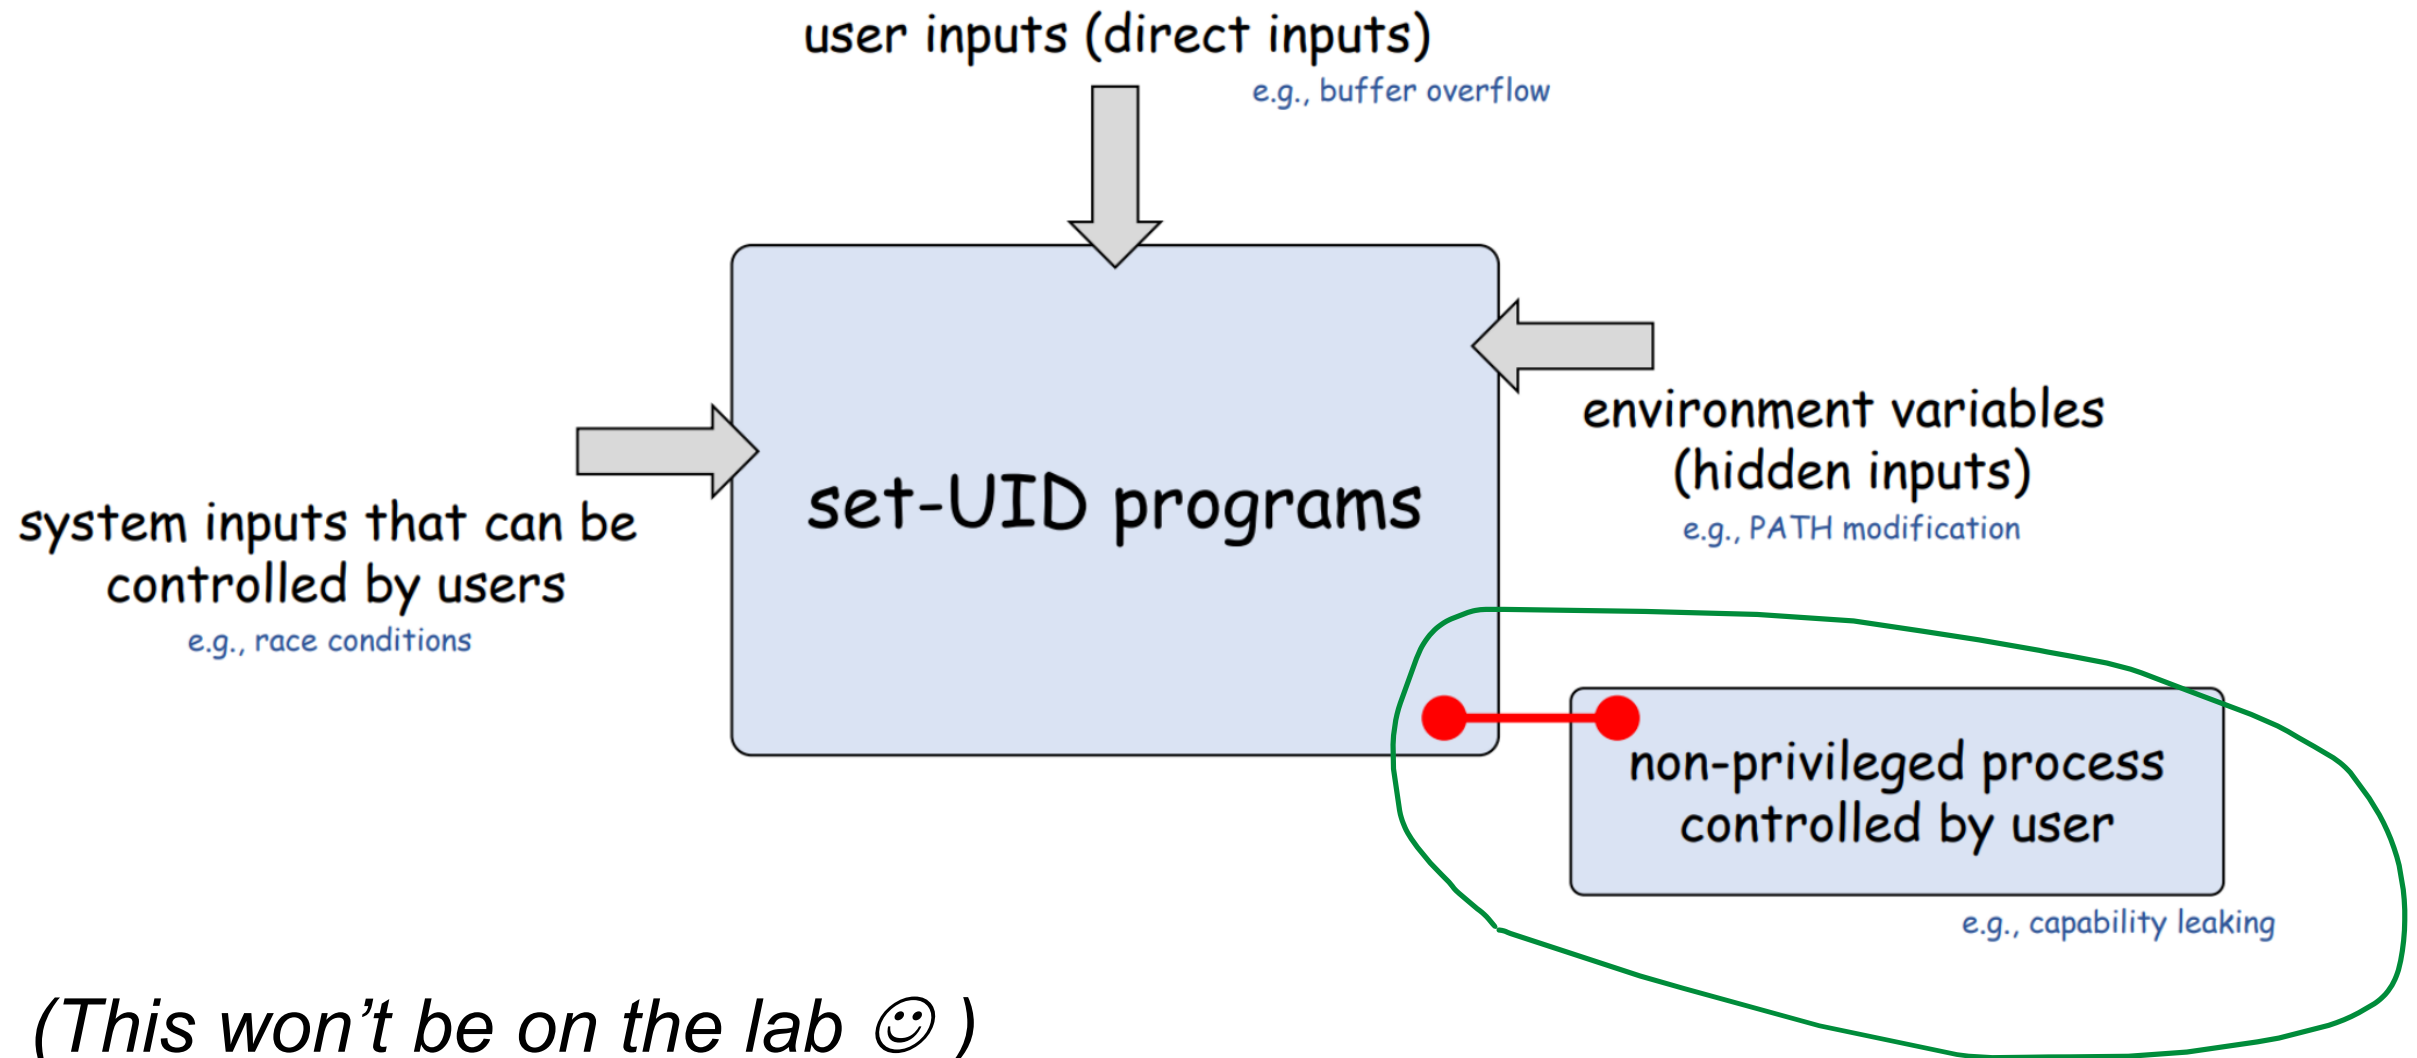 user inputs (direct inputs)
e.g., buffer overflow
environment variables
(hidden inputs)
e.g., PATH modification
set-UID programs
system inputs that can be
controlled by users
e.g., race conditions
non-privileged process
controlled by user
e.g., capability leaking
(This won’t be on the lab ☺ )